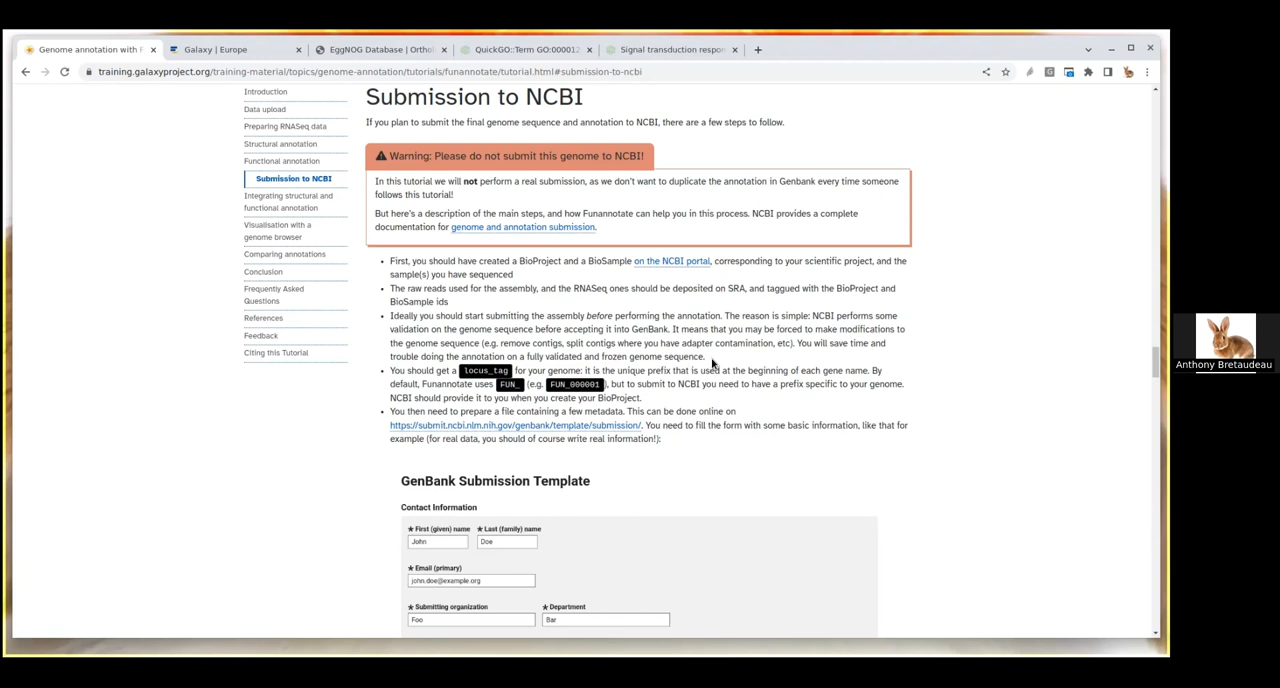 Genome annotation with F
Galaxy | Europe
EggNOG Database | Orthol
QuickGO::Term GO:000012
Signal transduction respon
training.galaxyproject.org/training-material/topics/genome-annotation/tutorials/funannotate/tutorial.html#submission-to-ncbi
Introduction
Data upload
Preparing RNASeq data
Structural annotation
Functional annotation
Submission to NCBI
Integrating structural and
functional annotation
Visualisation with a
genome browser
Comparing annotations
Conclusion
Frequently Asked
Questions
References
Feedback
Citing this Tutorial
Submission to NCBI
If you plan to submit the final genome sequence and annotation to NCBI, there are a few steps to follow.
Warning: Please do not submit this genome to NCBI!
In this tutorial we will not perform a real submission, as we don't want to duplicate the annotation in Genbank every time someone
follows this tutorial!
But here's a description of the main steps, and how Funannotate can help you in this process. NCBI provides a complete
documentation for genome and annotation submission.
• First, you should have created a BioProject and a BioSample on the NCBI portal, corresponding to your scientific project, and the
sample(s) you have sequenced
• The raw reads used for the assembly, and the RNASeq ones should be deposited on SRA, and taggued with the BioProject and
BioSample ids
• Ideally you should start submitting the assembly before performing the annotation. The reason is simple: NCBI performs some
validation on the genome sequence before accepting it into GenBank. It means that you may be forced to make modifications to
the genome sequence (e.g. remove contigs, split contigs where you have adapter contamination, etc). You will save time and
trouble doing the annotation on a fully validated and frozen genome sequence.
• You should get a locus_tag for your genome: it is the unique prefix that is used at the beginning of each gene name. By
default, Funannotate uses FUN_ (e.g. FUN_000001), but to submit to NCBI you need to have a prefix specific to your genome.
NCBI should provide it to you when you create your BioProject.
• You then need to prepare a file containing a few metadata. This can be done online on
https://submit.ncbi.nlm.nih.gov/genbank/template/submission/. You need to fill the form with some basic information, like that for
example (for real data, you should of course write real information!):
GenBank Submission Template
Contact Information
* First (given) name * Last (family) name
John Doe
* Email (primary)
john.doe@example.org
* Submitting organization * Department
Foo Bar
Anthony Bretaudeau